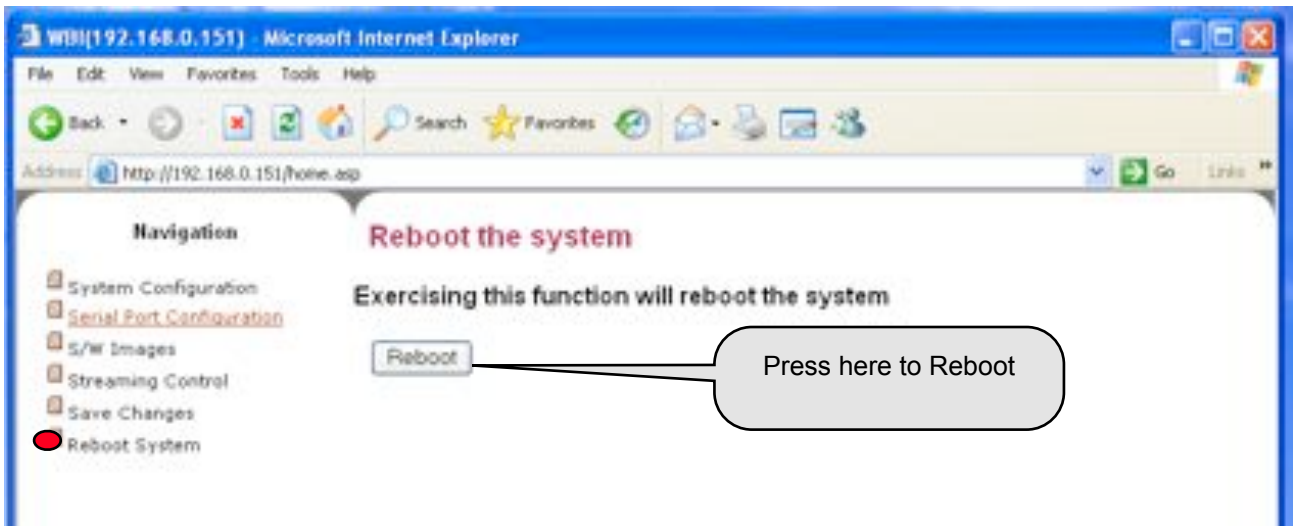 WBI(192.168.0.151) - Microsoft Internet Explorer
File Edit View Favorites Tools Help
Back Search Favorites
Address http://192.168.0.151/home.asp Go Links »
Navigation
System Configuration
Serial Port Configuration
S/W Images
Streaming Control
Save Changes
Reboot System
Reboot the system
Exercising this function will reboot the system
Reboot
Press here to Reboot